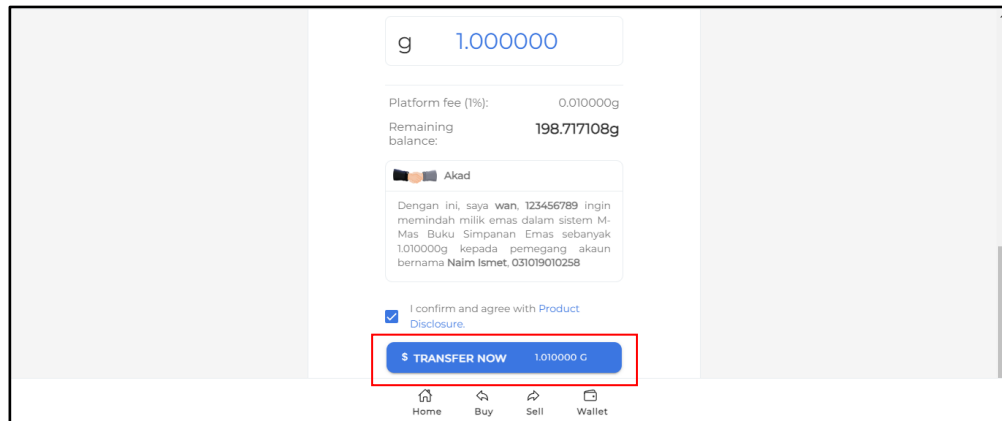 g 1.000000
Platform fee (1%): 0.010000g
Remaining balance: 198.717108g
Akad
Dengan ini, saya wan, 123456789 ingin
memindah milik emas dalam sistem M-
Mas Buku Simpanan Emas sebanyak
1.010000g kepada pemegang akaun
bernama Naim Ismet, 031019010258
I confirm and agree with Product
Disclosure.
$ TRANSFER NOW 1.010000 G
Home Buy Sell Wallet